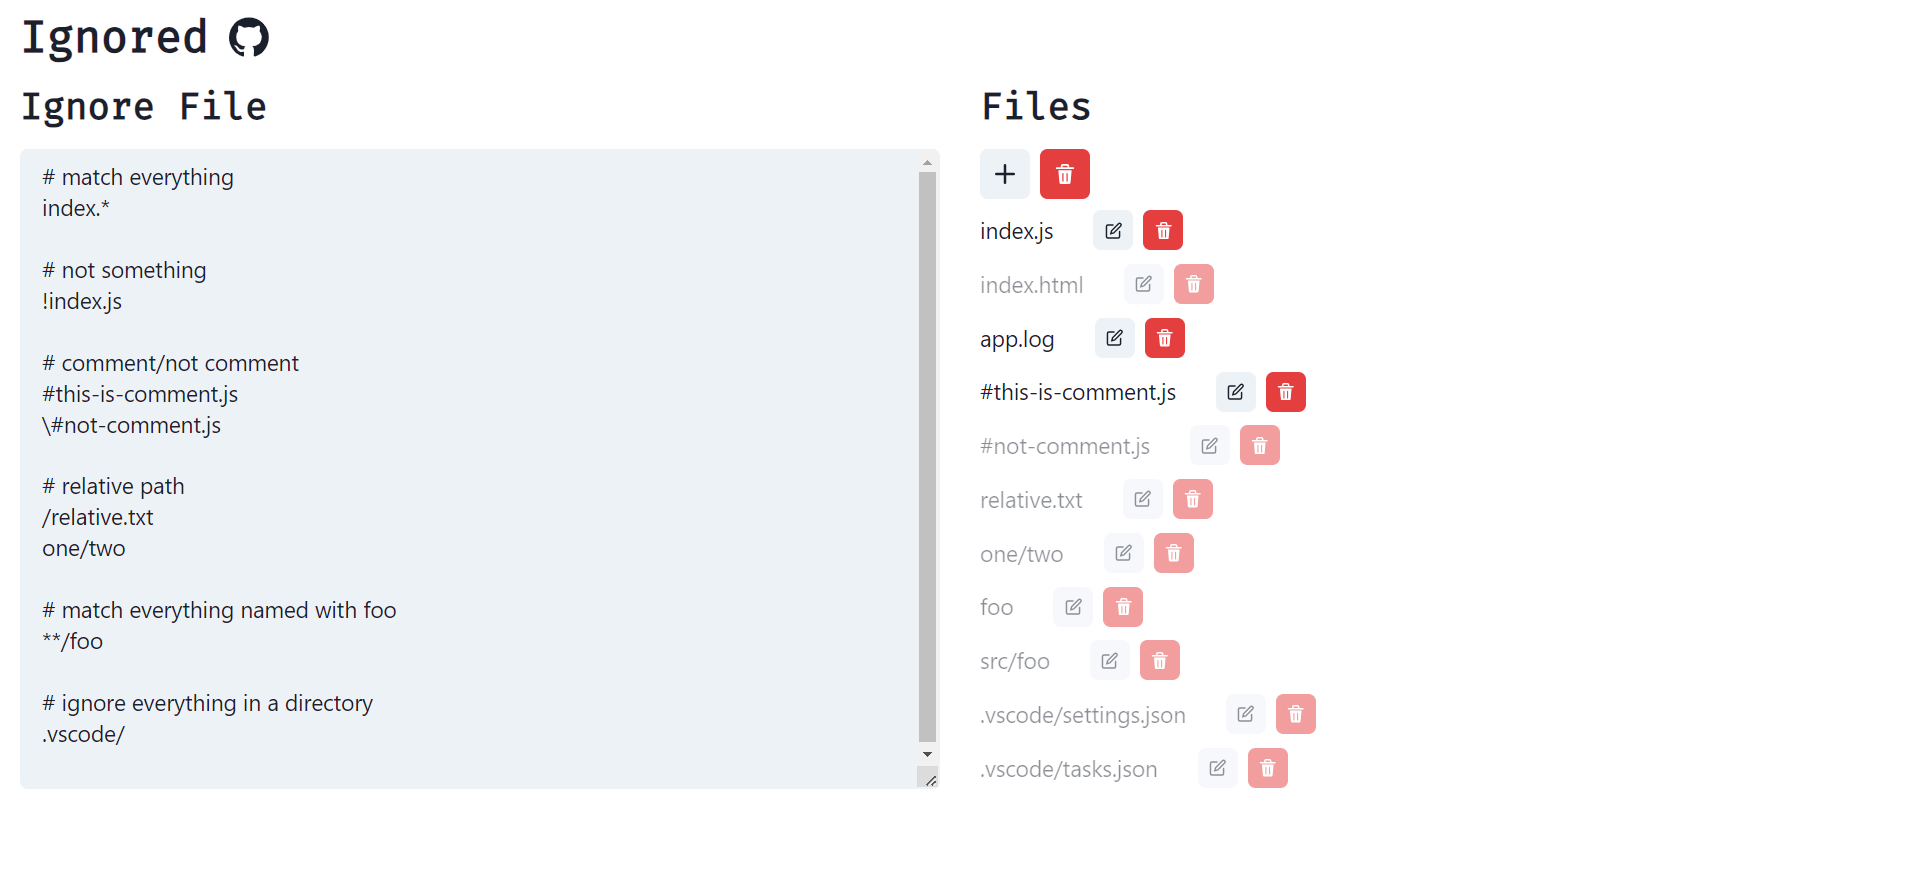 Ignored
Ignore File
# match everything
index.*
# not something
!index.js
# comment/not comment
#this-is-comment.js
\#not-comment.js
# relative path
/relative.txt
one/two
# match everything named with foo
**/foo
# ignore everything in a directory
.vscode/
Files
index.js
index.html
app.log
#this-is-comment.js
#not-comment.js
relative.txt
one/two
foo
src/foo
.vscode/settings.json
.vscode/tasks.json